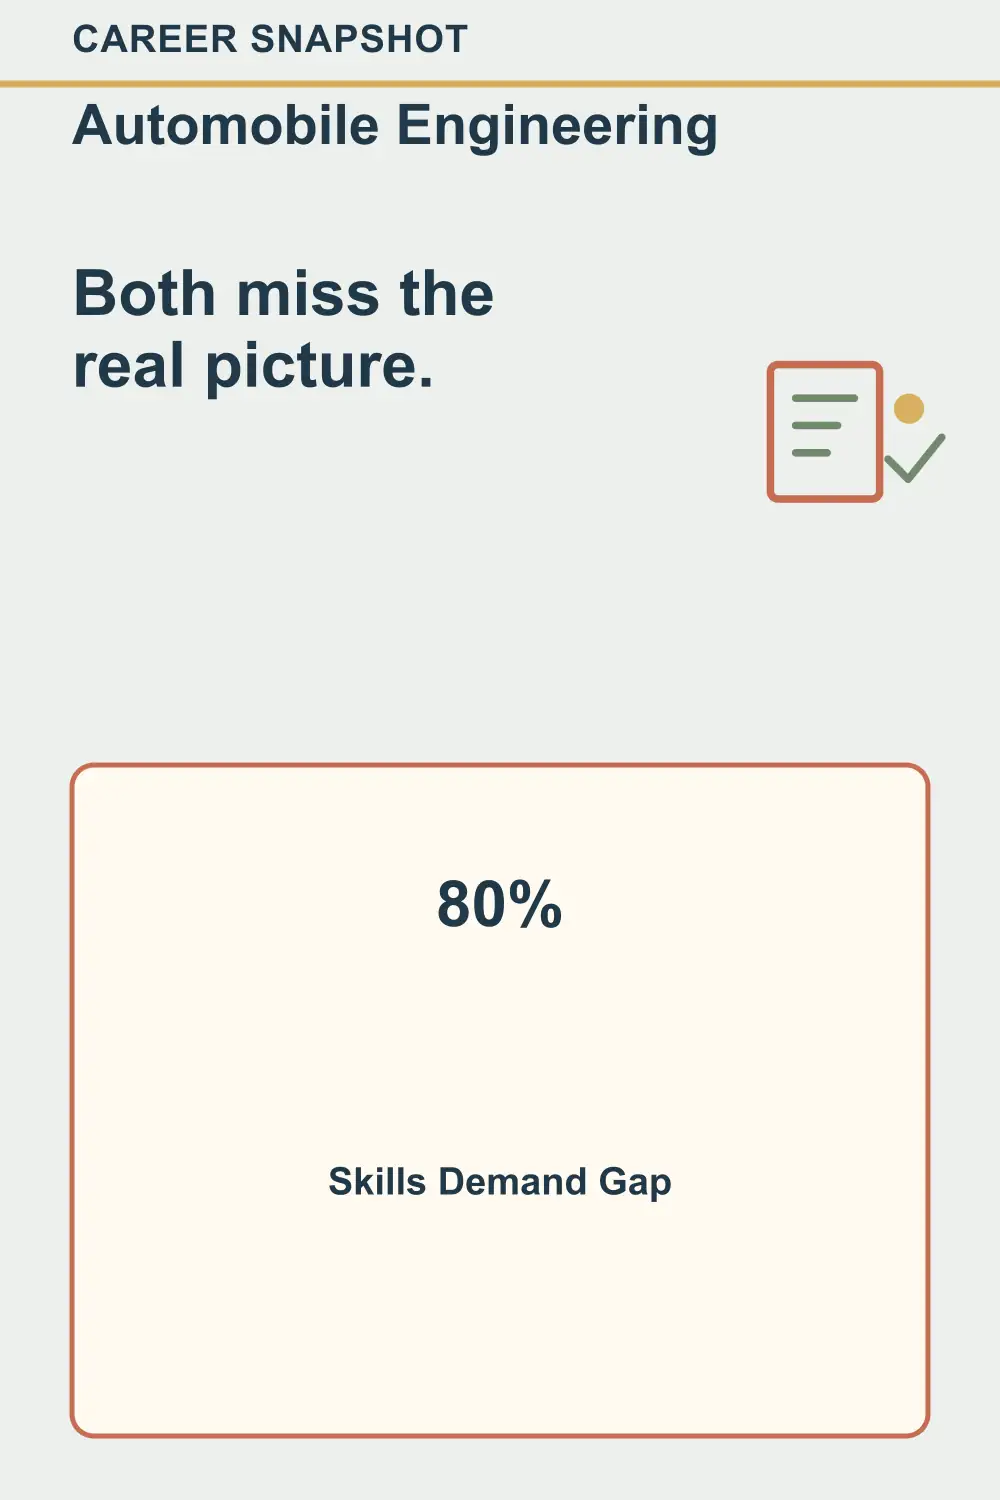 CAREER SNAPSHOT
Automobile Engineering
Both miss the
real picture.
80%
Skills Demand Gap